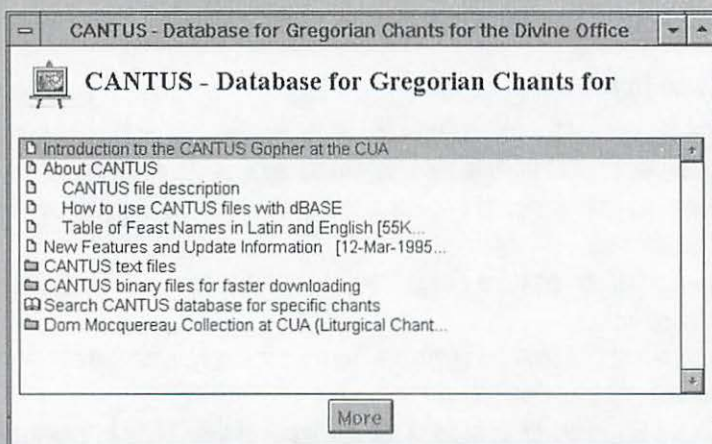 CANTUS - Database for Gregorian Chants for the Divine Office
CANTUS - Database for Gregorian Chants for
Introduction to the CANTUS Gopher at the CUA
About CANTUS
CANTUS file description
How to use CANTUS files with dBASE
Table of Feast Names in Latin and English [55K...
New Features and Update Information [12-Mar-1995...
CANTUS text files
CANTUS binary files for faster downloading
Search CANTUS database for specific chants
Dom Mocquereau Collection at CUA (Liturgical Chant...
More